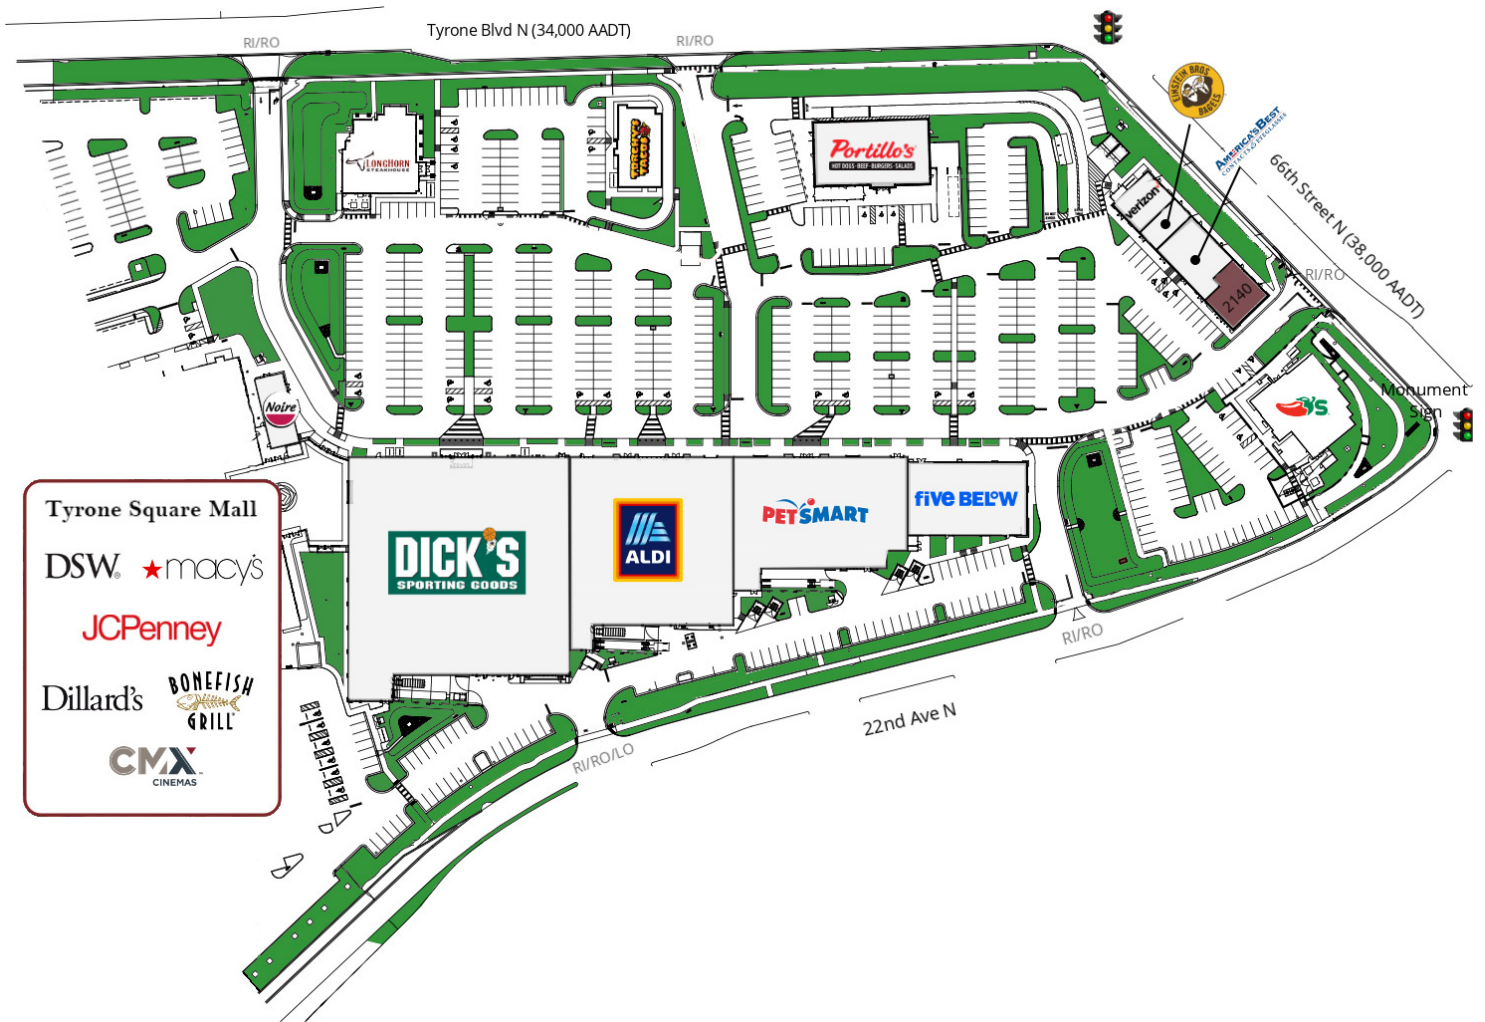 Tyrone Blvd N (34,000 AADT)
RI/RO
RI/RO
EINSTEIN BROS
BAGELS
AMERICA'S BEST
CONTACTS & EYEGLASSES
66th Street N (38,000 AADT)
RI/RO
LONGHORN
STEAKHOUSE
TORCHY'S
TACOS
Portillo's
HOT DOGS·BEEF·BURGERS·SALADS
verizon
2140
Monument
Sign
Noire
Tyrone Square Mall
DSW
macy's
JCPenney
Dillard's
BONEFISH
GRILL
CMX
CINEMAS
DICK'S
SPORTING GOODS
ALDI
PETSMART
five BELOW
RI/RO
22nd Ave N
RI/RO/LO